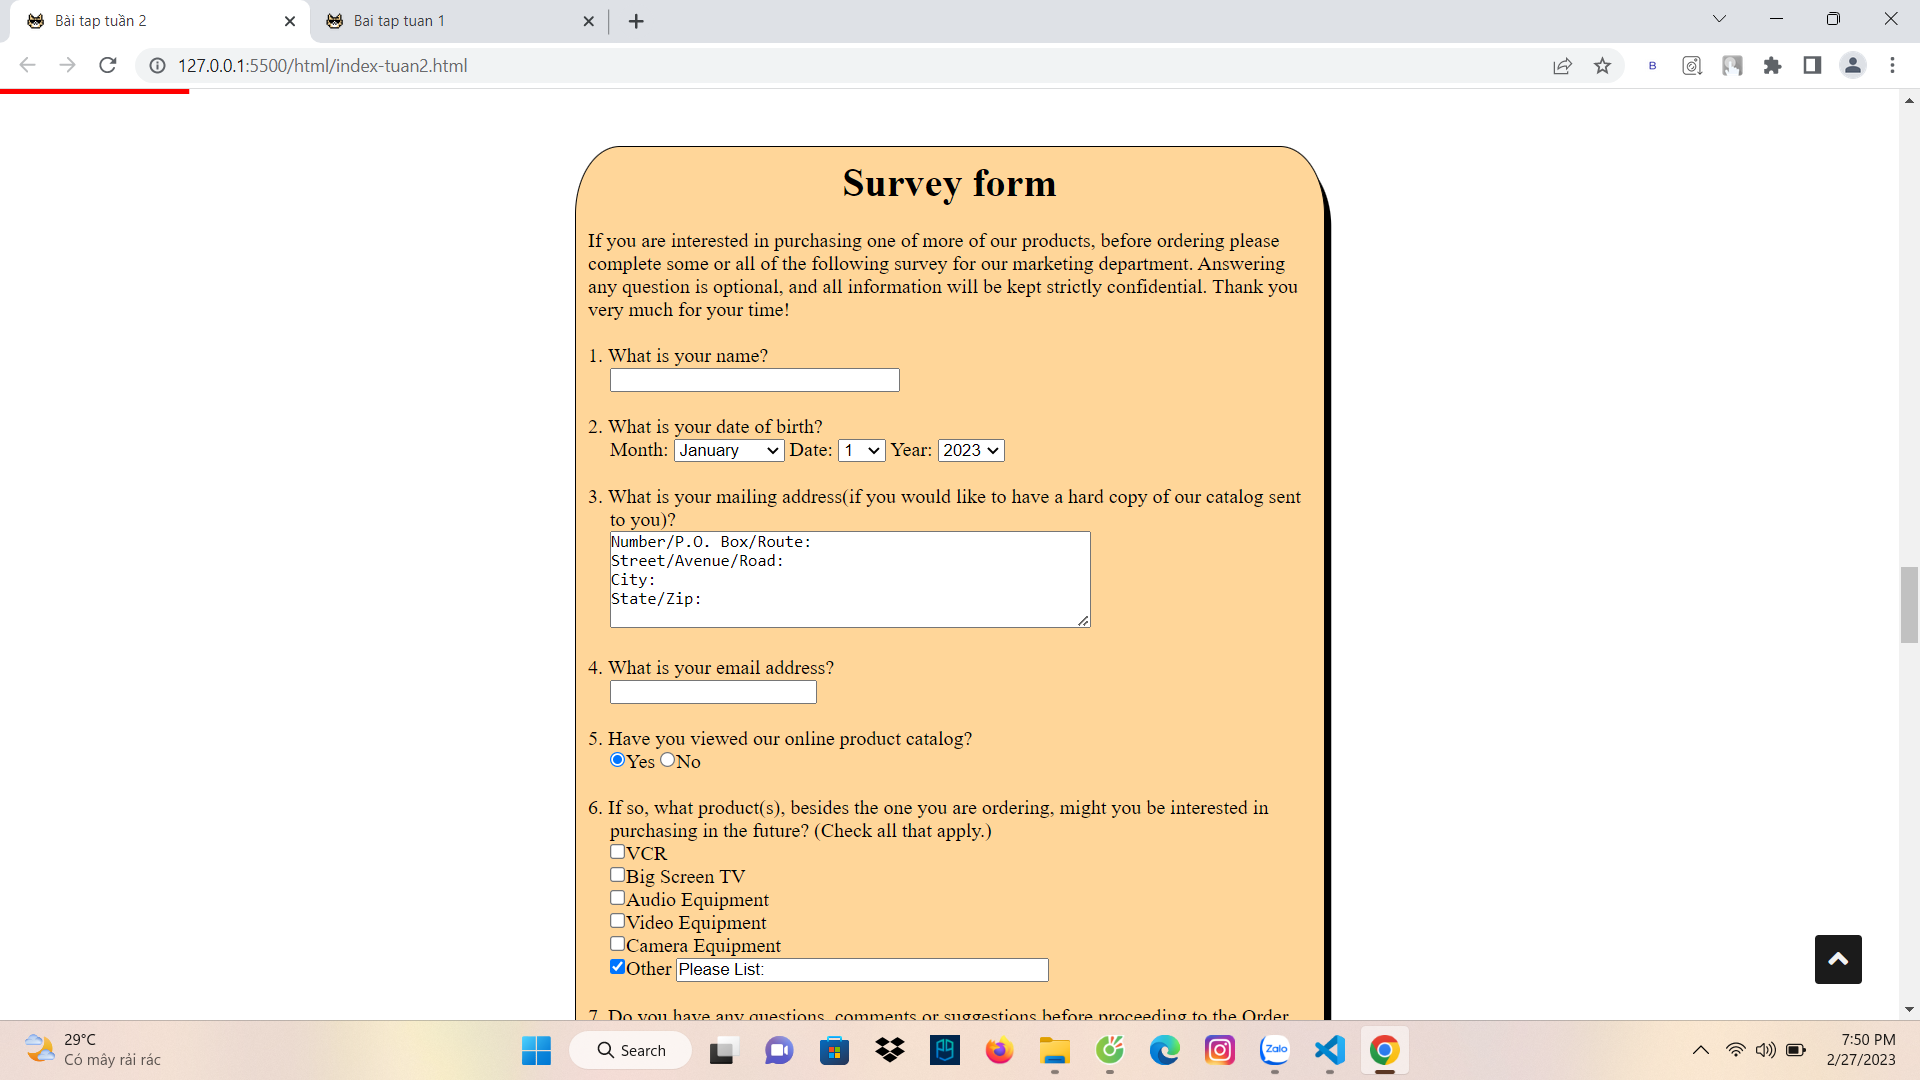 Bài tap tuần 2
Bai tap tuan 1
127.0.0.1:5500/html/index-tuan2.html
B
Survey form
If you are interested in purchasing one of more of our products, before ordering please
complete some or all of the following survey for our marketing department. Answering
any question is optional, and all information will be kept strictly confidential. Thank you
very much for your time!
1. What is your name?
2. What is your date of birth?
Month: January Date: 1 Year: 2023
3. What is your mailing address(if you would like to have a hard copy of our catalog sent
to you)?
Number/P.O. Box/Route:
Street/Avenue/Road:
City:
State/Zip:
4. What is your email address?
5. Have you viewed our online product catalog?
Yes No
6. If so, what product(s), besides the one you are ordering, might you be interested in
purchasing in the future? (Check all that apply.)
VCR
Big Screen TV
Audio Equipment
Video Equipment
Camera Equipment
Other Please List:
7. Do you have any questions, comments or suggestions before proceeding to the Order
29°C
Có mây rải rác
Search
Zalo
7:50 PM
2/27/2023